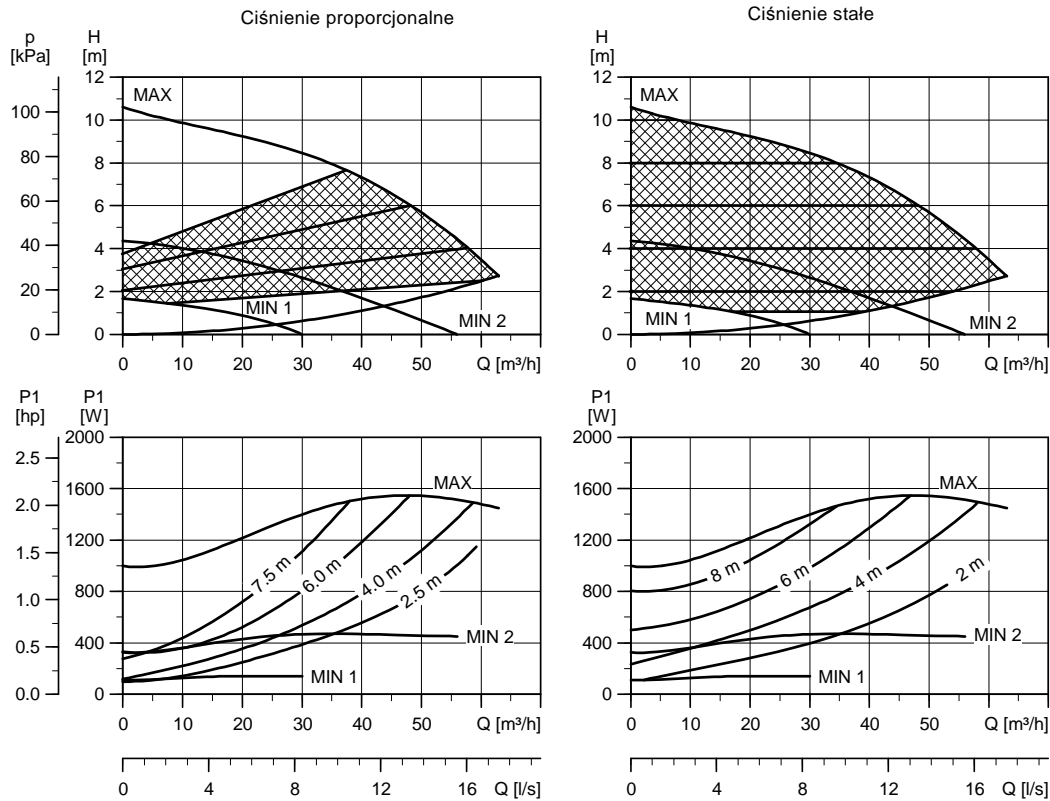 Ciśnienie proporcjonalne
Ciśnienie stałe
p
[kPa]
H
[m]
H
[m]
100
80
60
40
20
0
12
10
8
6
4
2
0
MAX
MIN 1
MIN 2
0 10 20 30 40 50 Q [m³/h]
12
10
8
6
4
2
0
MAX
MIN 1
MIN 2
0 10 20 30 40 50 Q [m³/h]
P1
[hp]
P1
[W]
P1
[W]
2.5
2.0
1.5
1.0
0.5
0.0
2000
1600
1200
800
400
0
MAX
7.5 m
6.0 m
4.0 m
2.5 m
MIN 2
MIN 1
0 10 20 30 40 50 Q [m³/h]
2000
1600
1200
800
400
0
MAX
8 m
6 m
4 m
2 m
MIN 2
MIN 1
0 10 20 30 40 50 Q [m³/h]
0 4 8 12 16 Q [l/s]
0 4 8 12 16 Q [l/s]